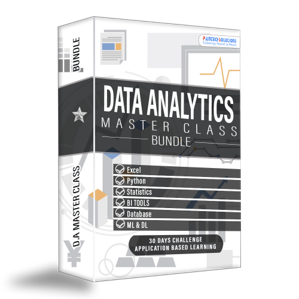 DATA ANALYTICS
MASTER CLASS
BUNDLE
Excel
Python
Statistics
BI TOOLS
Database
ML & DL
30 DAYS CHALLENGE
APPLICATION BASED LEARNING
BUNDLE
D.A MASTER CLASS